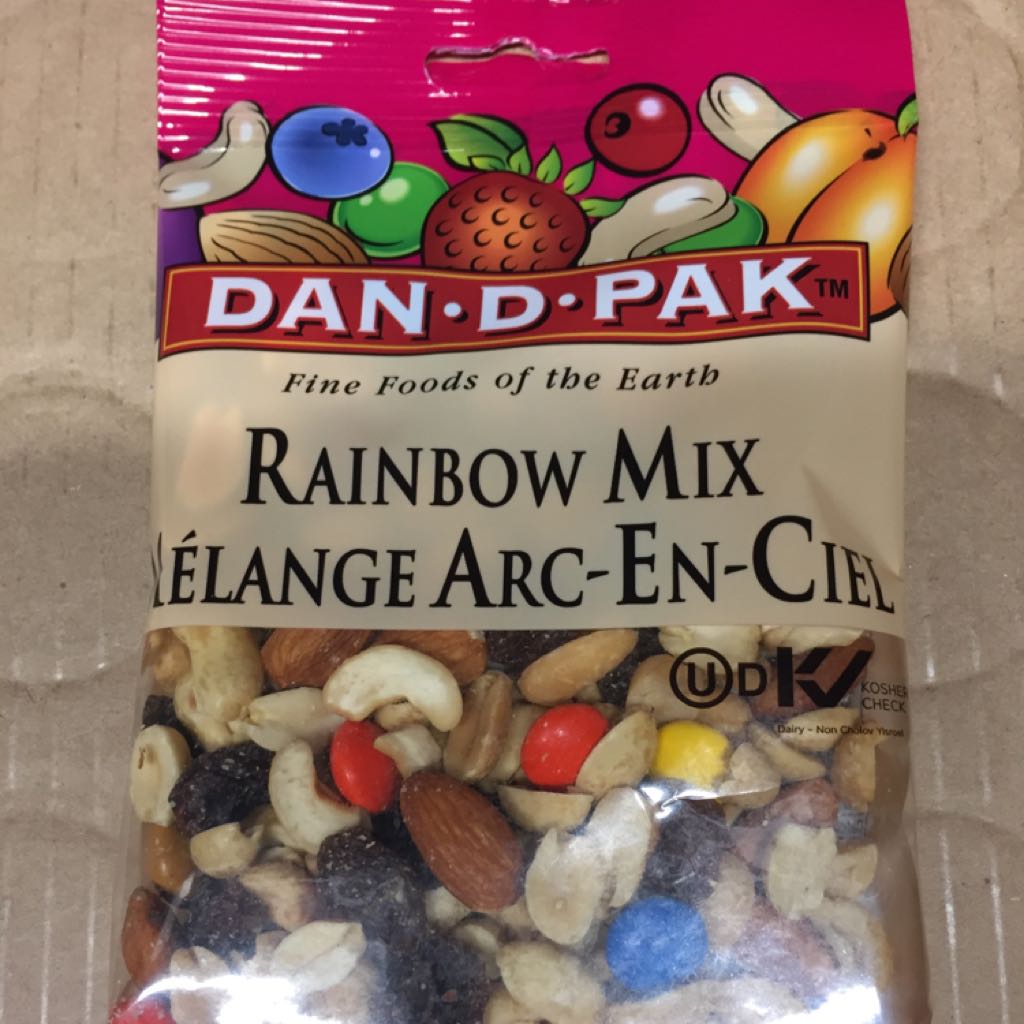 DAN·D·PAK™
Fine Foods of the Earth
RAINBOW MIX
MÉLANGE ARC-EN-CIEL
U D K
KOSHER
CHECK
Dairy - Non Cholov Yisroel